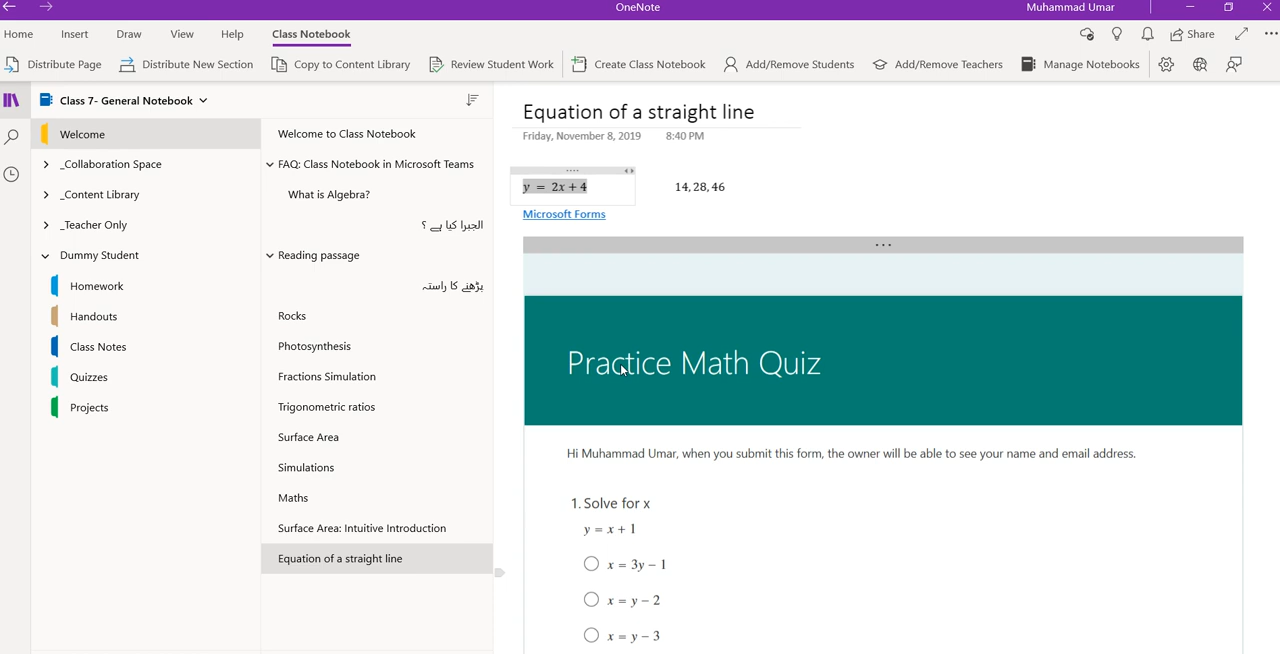 OneNote
Muhammad Umar
Home Insert Draw View Help Class Notebook
Share
Distribute Page Distribute New Section Copy to Content Library Review Student Work Create Class Notebook Add/Remove Students Add/Remove Teachers Manage Notebooks
Class 7- General Notebook
Welcome
_Collaboration Space
_Content Library
_Teacher Only
Dummy Student
Homework
Handouts
Class Notes
Quizzes
Projects
Welcome to Class Notebook
FAQ: Class Notebook in Microsoft Teams
What is Algebra?
الجبرا کیا ہے ؟
Reading passage
پڑھنے کا راستہ
Rocks
Photosynthesis
Fractions Simulation
Trigonometric ratios
Surface Area
Simulations
Maths
Surface Area: Intuitive Introduction
Equation of a straight line
Equation of a straight line
Friday, November 8, 2019 8:40 PM
y = 2x + 4 14, 28, 46
Microsoft Forms
Practice Math Quiz
Hi Muhammad Umar, when you submit this form, the owner will be able to see your name and email address.
1. Solve for x
y = x + 1
x = 3y − 1
x = y − 2
x = y − 3